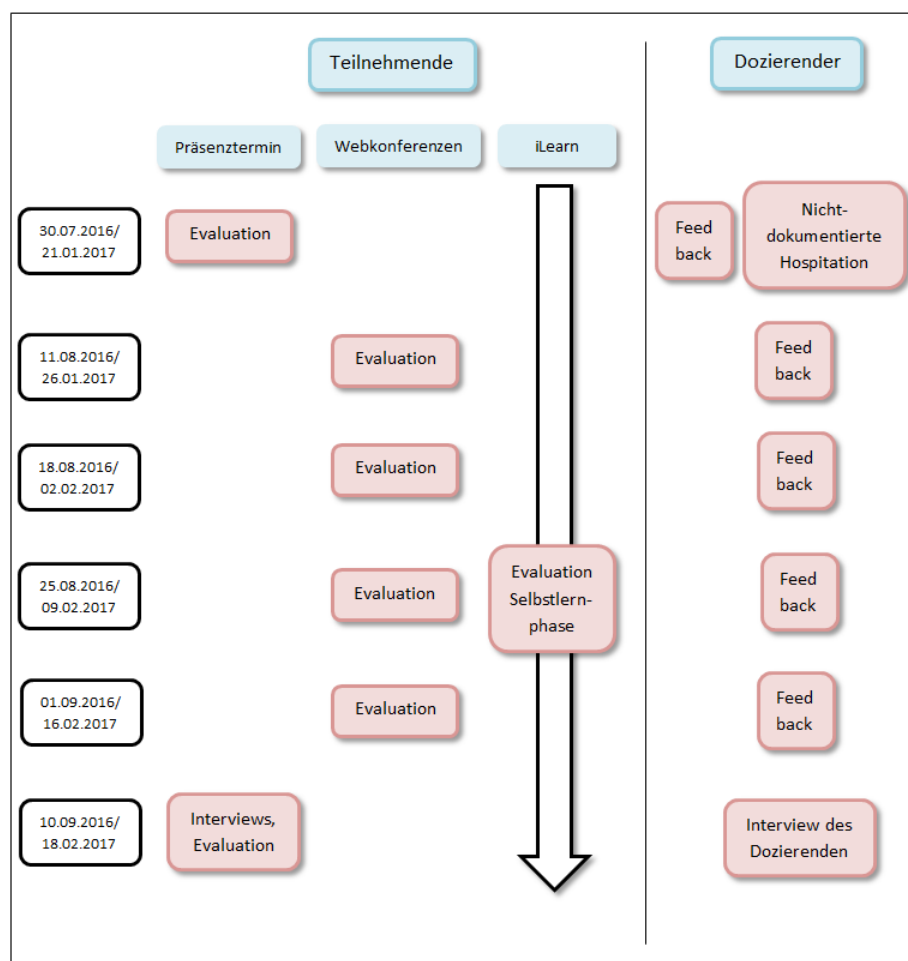 Teilnehmende
Dozierender
Präsenztermin
Webkonferenzen
iLearn
30.07.2016/
21.01.2017
Evaluation
Feed
back
Nicht-
dokumentierte
Hospitation
11.08.2016/
26.01.2017
Evaluation
Feed
back
18.08.2016/
02.02.2017
Evaluation
Feed
back
25.08.2016/
09.02.2017
Evaluation
Evaluation
Selbstlern-
phase
Feed
back
01.09.2016/
16.02.2017
Evaluation
Feed
back
10.09.2016/
18.02.2017
Interviews,
Evaluation
Interview des
Dozierenden